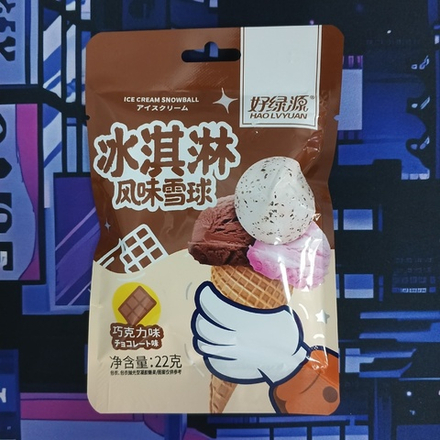 ICE CREAM SNOWBALL
アイスクリーム
好绿源®
HAO LVYUAN
冰淇淋
风味雪球
巧克力味
チョコレート味
净含量:22克